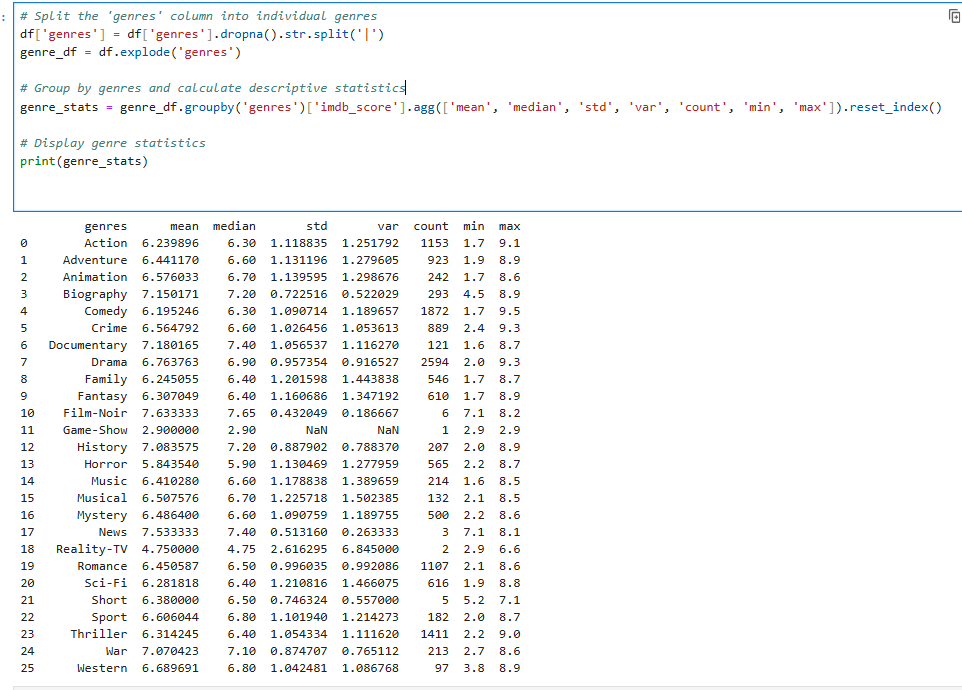 :
# Split the 'genres' column into individual genres
df['genres'] = df['genres'].dropna().str.split('|')
genre_df = df.explode('genres')
# Group by genres and calculate descriptive statistics
genre_stats = genre_df.groupby('genres')['imdb_score'].agg(['mean', 'median', 'std', 'var', 'count', 'min', 'max']).reset_index()
# Display genre statistics
print(genre_stats)
genres mean median std var count min max
0 Action 6.239896 6.30 1.118835 1.251792 1153 1.7 9.1
1 Adventure 6.441170 6.60 1.131196 1.279605 923 1.9 8.9
2 Animation 6.576033 6.70 1.139595 1.298676 242 1.7 8.6
3 Biography 7.150171 7.20 0.722516 0.522029 293 4.5 8.9
4 Comedy 6.195246 6.30 1.090714 1.189657 1872 1.7 9.5
5 Crime 6.564792 6.60 1.026456 1.053613 889 2.4 9.3
6 Documentary 7.180165 7.40 1.056537 1.116270 121 1.6 8.7
7 Drama 6.763763 6.90 0.957354 0.916527 2594 2.0 9.3
8 Family 6.245055 6.40 1.201598 1.443838 546 1.7 8.7
9 Fantasy 6.307049 6.40 1.160686 1.347192 610 1.7 8.9
10 Film-Noir 7.633333 7.65 0.432049 0.186667 6 7.1 8.2
11 Game-Show 2.900000 2.90 NaN NaN 1 2.9 2.9
12 History 7.083575 7.20 0.887902 0.788370 207 2.0 8.9
13 Horror 5.843540 5.90 1.130469 1.277959 565 2.2 8.7
14 Music 6.410280 6.60 1.178838 1.389659 214 1.6 8.5
15 Musical 6.507576 6.70 1.225718 1.502385 132 2.1 8.5
16 Mystery 6.486400 6.60 1.090759 1.189755 500 2.2 8.6
17 News 7.533333 7.40 0.513160 0.263333 3 7.1 8.1
18 Reality-TV 4.750000 4.75 2.616295 6.845000 2 2.9 6.6
19 Romance 6.450587 6.50 0.996035 0.992086 1107 2.1 8.6
20 Sci-Fi 6.281818 6.40 1.210816 1.466075 616 1.9 8.8
21 Short 6.380000 6.50 0.746324 0.557000 5 5.2 7.1
22 Sport 6.606044 6.80 1.101940 1.214273 182 2.0 8.7
23 Thriller 6.314245 6.40 1.054334 1.111620 1411 2.2 9.0
24 War 7.070423 7.10 0.874707 0.765112 213 2.7 8.6
25 Western 6.689691 6.80 1.042481 1.086768 97 3.8 8.9